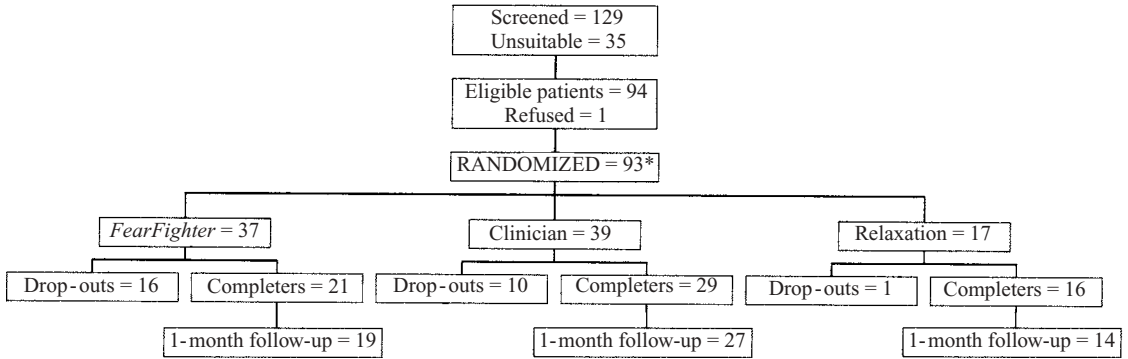 Screened = 129
Unsuitable = 35
Eligible patients = 94
Refused = 1
RANDOMIZED = 93*
FearFighter = 37
Clinician = 39
Relaxation = 17
Drop-outs = 16
Completers = 21
Drop-outs = 10
Completers = 29
Drop-outs = 1
Completers = 16
1-month follow-up = 19
1-month follow-up = 27
1-month follow-up = 14